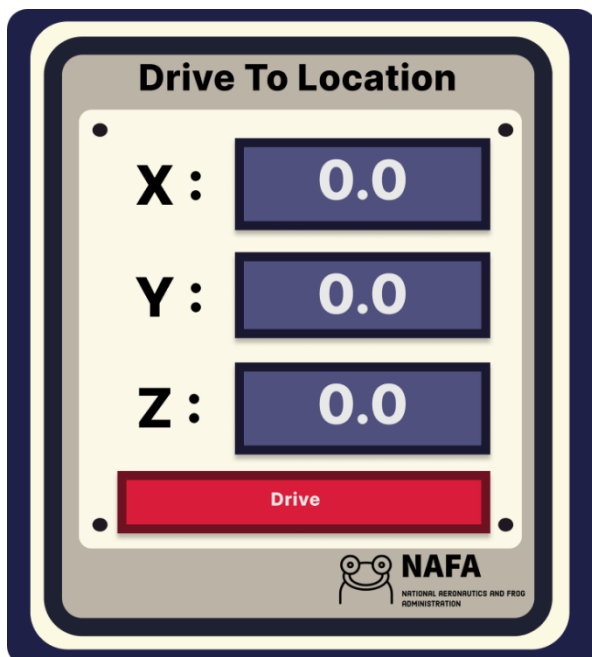 Drive To Location
X :
0.0
Y :
0.0
Z :
0.0
Drive
NAFA
NATIONAL AERONAUTICS AND FROG
ADMINISTRATION